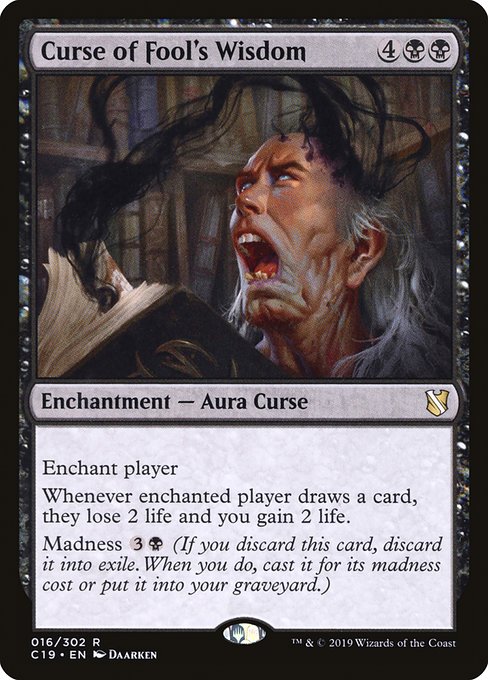 Curse of Fool's Wisdom 4
Enchantment — Aura Curse
Enchant player
Whenever enchanted player draws a card,
they lose 2 life and you gain 2 life.
Madness 3 (If you discard this card, discard
it into exile. When you do, cast it for its madness
cost or put it into your graveyard.)
016/302 R
C19 • EN DAARKEN
™ & © 2019 Wizards of the Coast